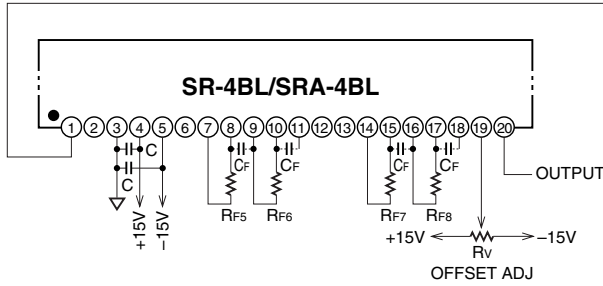 SR-4BL/SRA-4BL
1 2 3 4 5 6 7 8 9 10 11 12 13 14 15 16 17 18 19 20
C CF CF CF CF
C
OUTPUT
RF5 RF6 RF7 RF8
+15V -15V
+15V –15V
RV
OFFSET ADJ